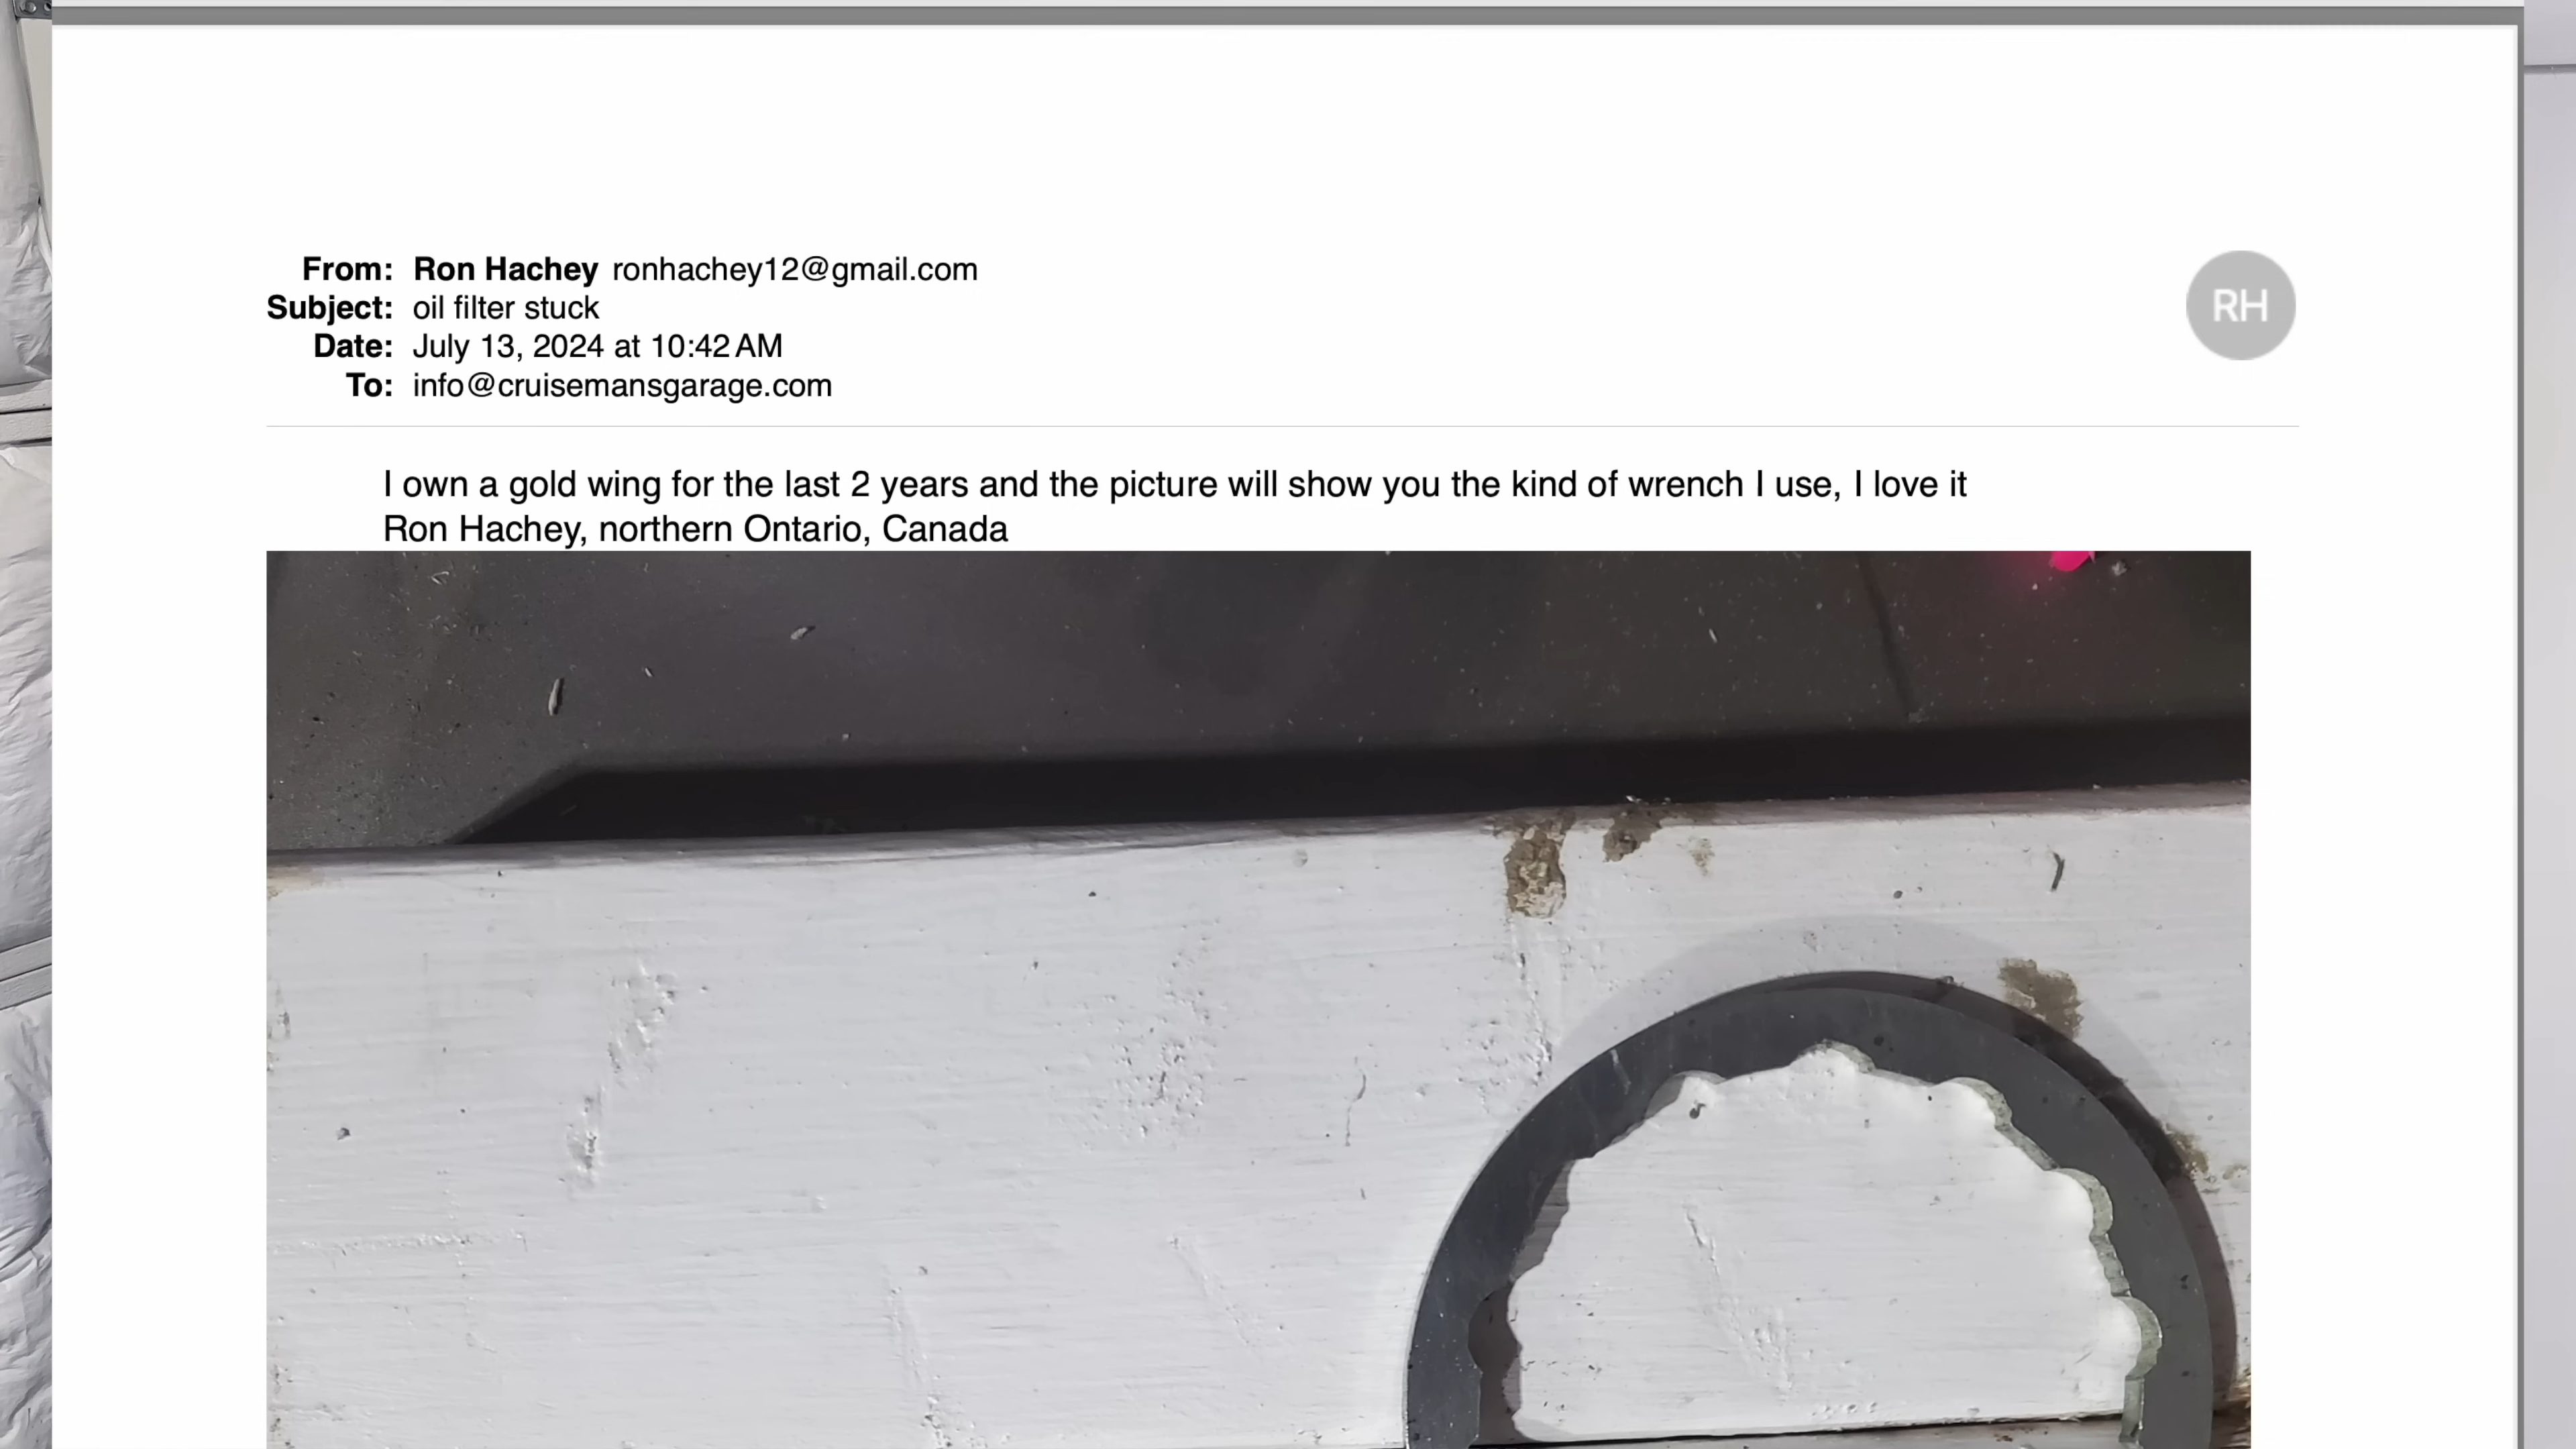 From: Ron Hachey ronhachey12@gmail.com
Subject: oil filter stuck
Date: July 13, 2024 at 10:42 AM
To: info@cruisemansgarage.com
RH
I own a gold wing for the last 2 years and the picture will show you the kind of wrench I use, I love it
Ron Hachey, northern Ontario, Canada